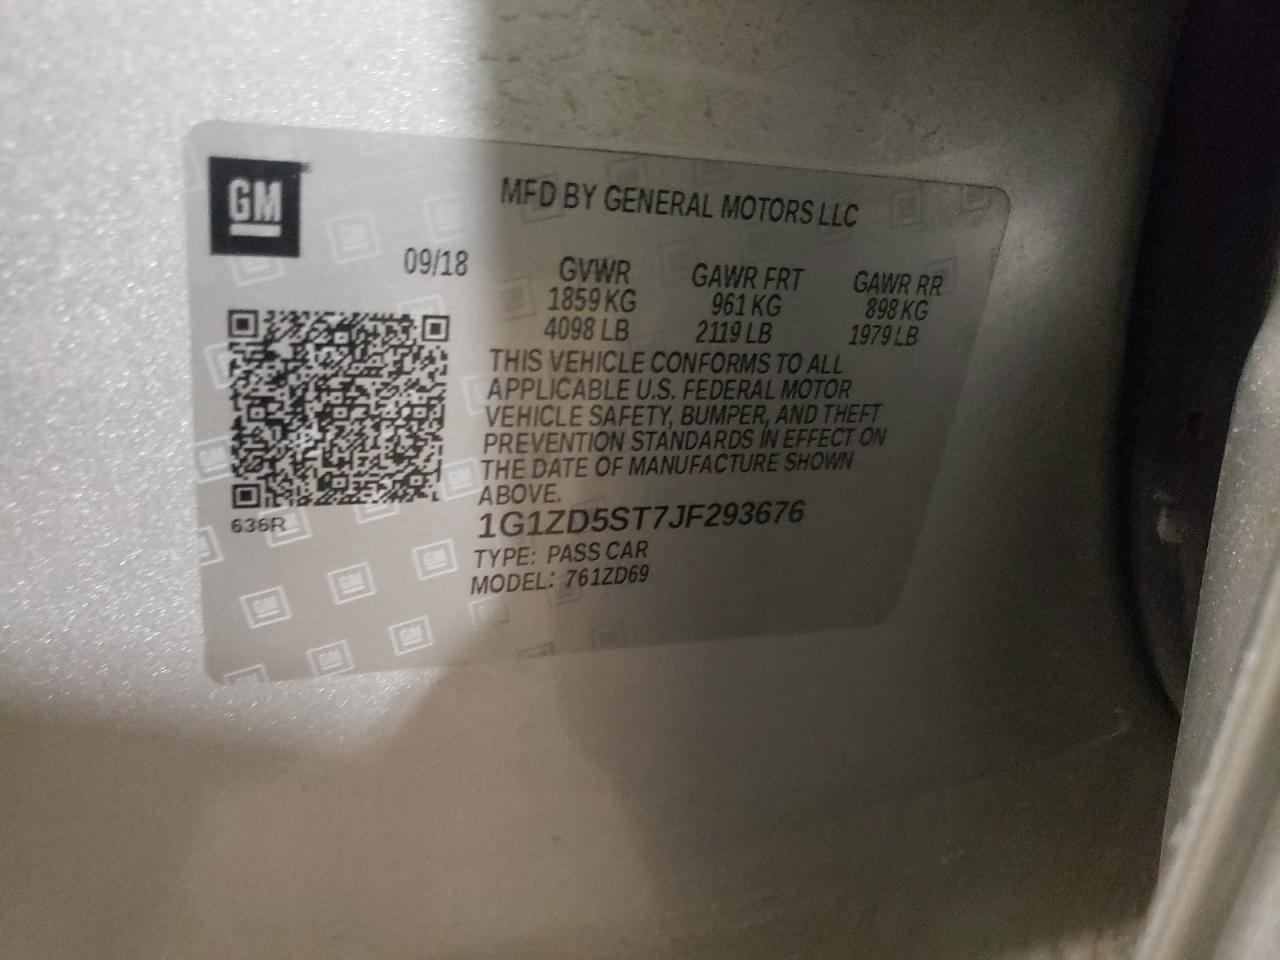 GM
MFD BY GENERAL MOTORS LLC
09/18
GVWR GAWR FRT GAWR RR
1859 KG 961 KG 898 KG
4098 LB 2119 LB 1979 LB
THIS VEHICLE CONFORMS TO ALL
APPLICABLE U.S. FEDERAL MOTOR
VEHICLE SAFETY, BUMPER, AND THEFT
PREVENTION STANDARDS IN EFFECT ON
THE DATE OF MANUFACTURE SHOWN
ABOVE.
636R
1G1ZD5ST7JF293676
TYPE: PASS CAR
MODEL: 761ZD69